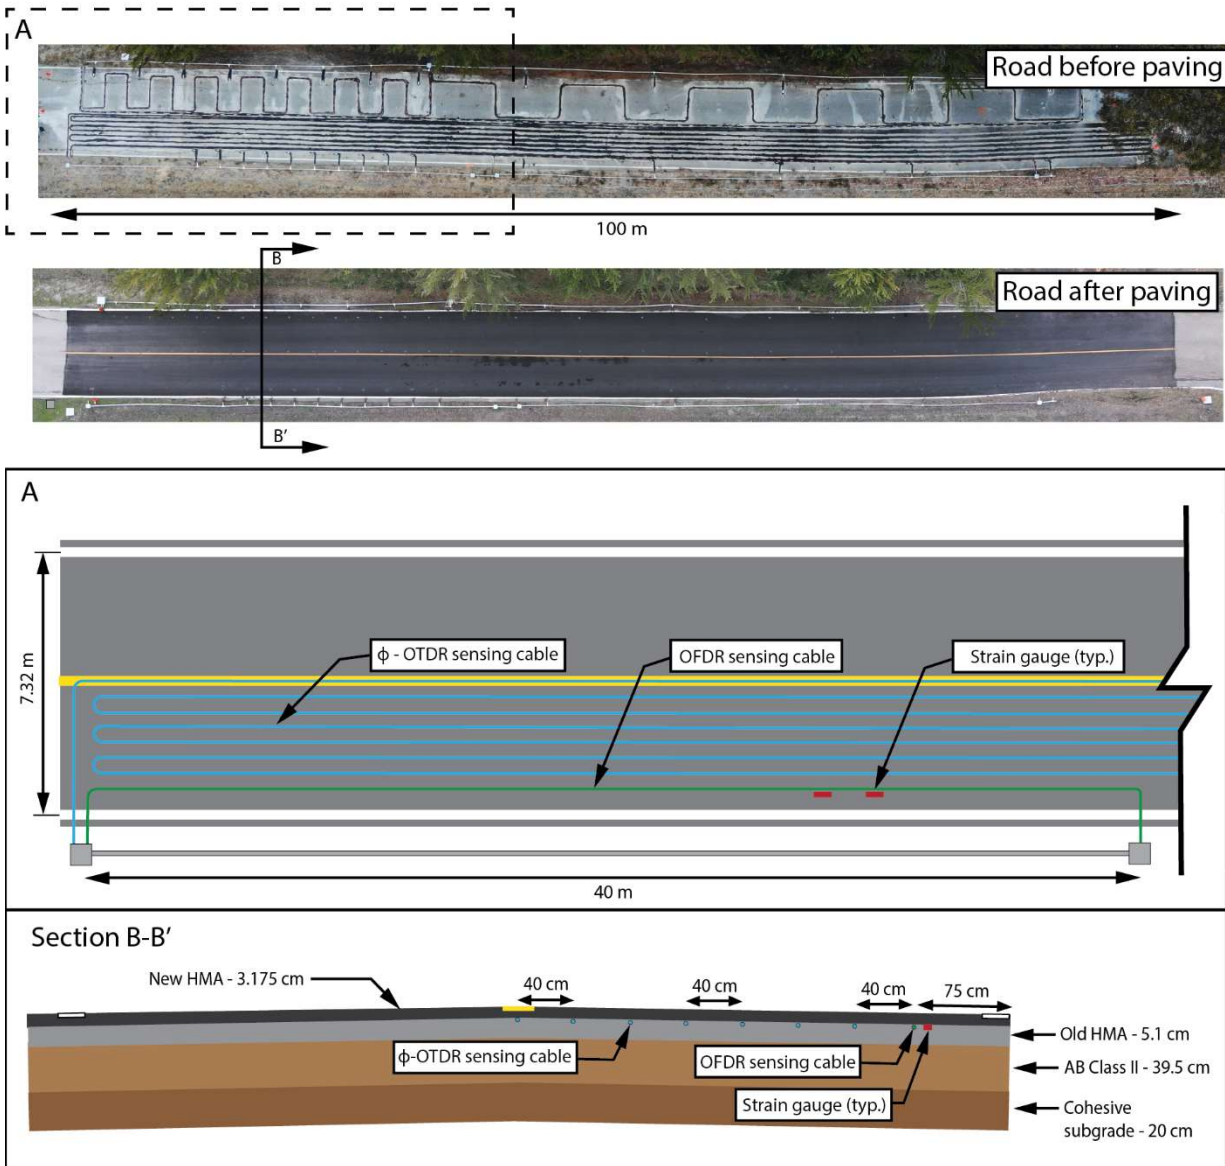 A
Road before paving
100 m
B
Road after paving
B'
A
7.32 m
ϕ - OTDR sensing cable
OFDR sensing cable
Strain gauge (typ.)
40 m
Section B-B'
New HMA - 3.175 cm
40 cm
40 cm
40 cm
75 cm
ϕ-OTDR sensing cable
OFDR sensing cable
Strain gauge (typ.)
Old HMA - 5.1 cm
AB Class II - 39.5 cm
Cohesive
subgrade - 20 cm